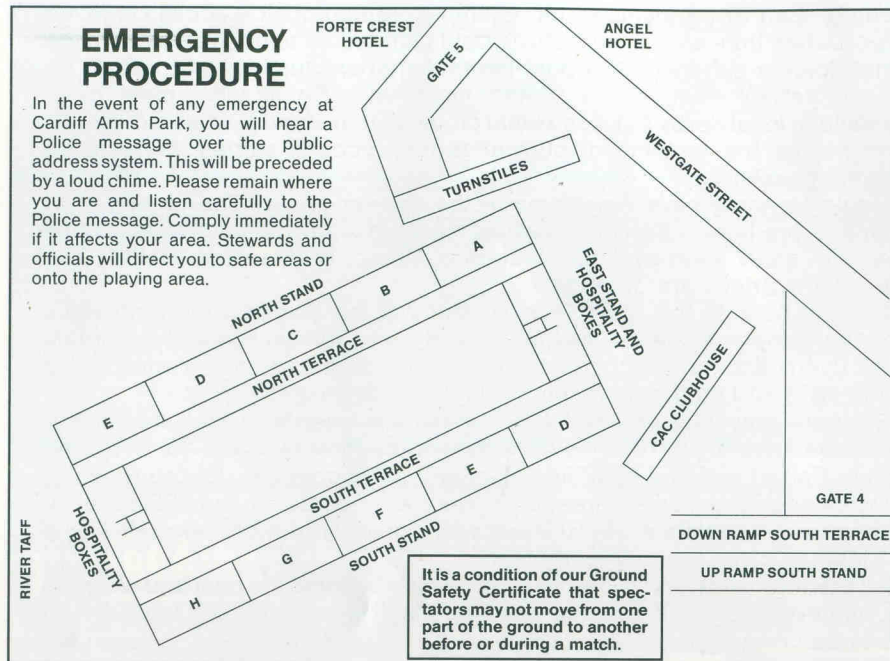 EMERGENCY
PROCEDURE
In the event of any emergency at
Cardiff Arms Park, you will hear a
Police message over the public
address system. This will be preceded
by a loud chime. Please remain where
you are and listen carefully to the
Police message. Comply immediately
if it affects your area. Stewards and
officials will direct you to safe areas or
onto the playing area.
FORTE CREST
HOTEL
ANGEL
HOTEL
GATE 5
WESTGATE STREET
TURNSTILES
A
B
C
D
E
NORTH STAND
NORTH TERRACE
EAST STAND AND
HOSPITALITY
BOXES
CAC CLUBHOUSE
SOUTH TERRACE
D
E
F
G
H
SOUTH STAND
HOSPITALITY
BOXES
RIVER TAFF
GATE 4
DOWN RAMP SOUTH TERRACE
UP RAMP SOUTH STAND
It is a condition of our Ground
Safety Certificate that spec-
tators may not move from one
part of the ground to another
before or during a match.